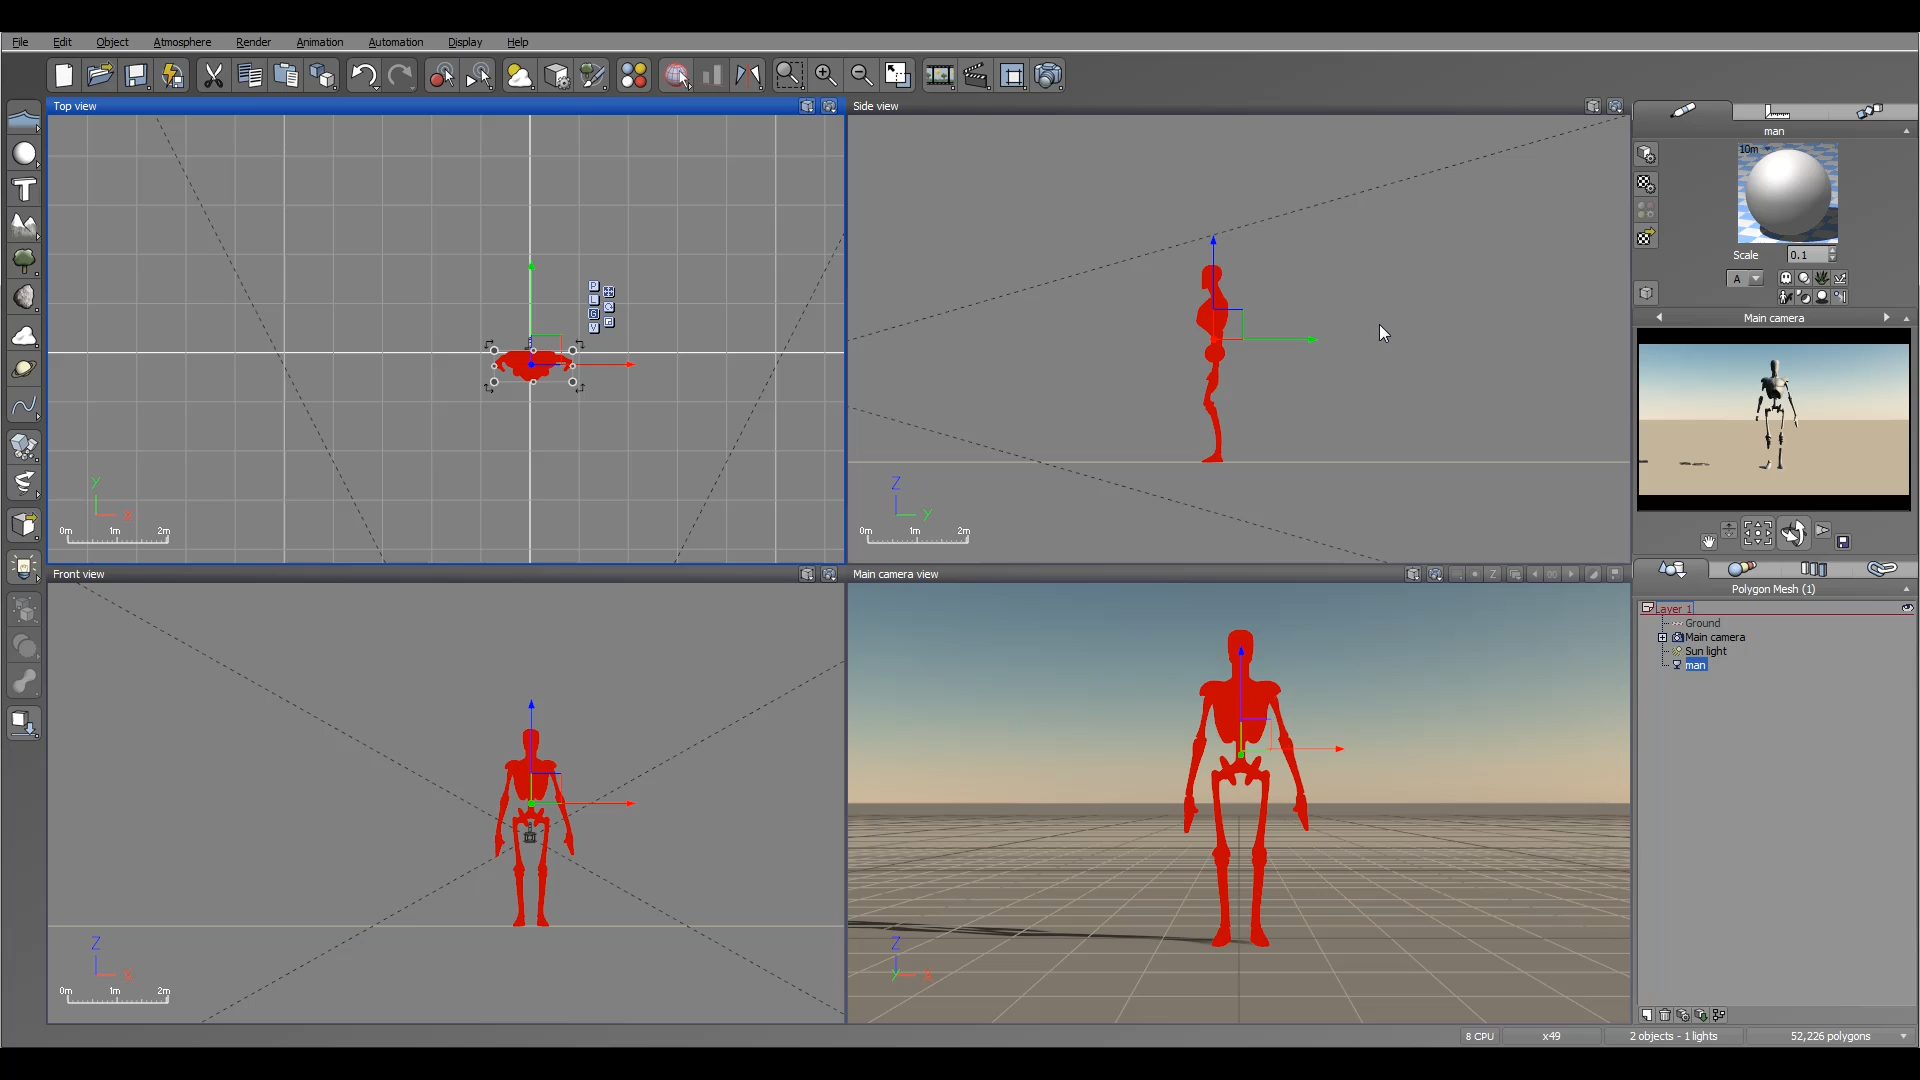 File Edit Object Atmosphere Render Animation Automation Display Help
Top view
Side view
man
10m
Scale 0.1
A
Main camera
P
L
G
V
Y
X
0m 1m 2m
Z
Y
0m 1m 2m
Front view
Main camera view
Z
Polygon Mesh (1)
Layer 1
Ground
Main camera
Sun light
man
Z
X
0m 1m 2m
Z
Y X
8 CPU x49 2 objects - 1 lights 52,226 polygons